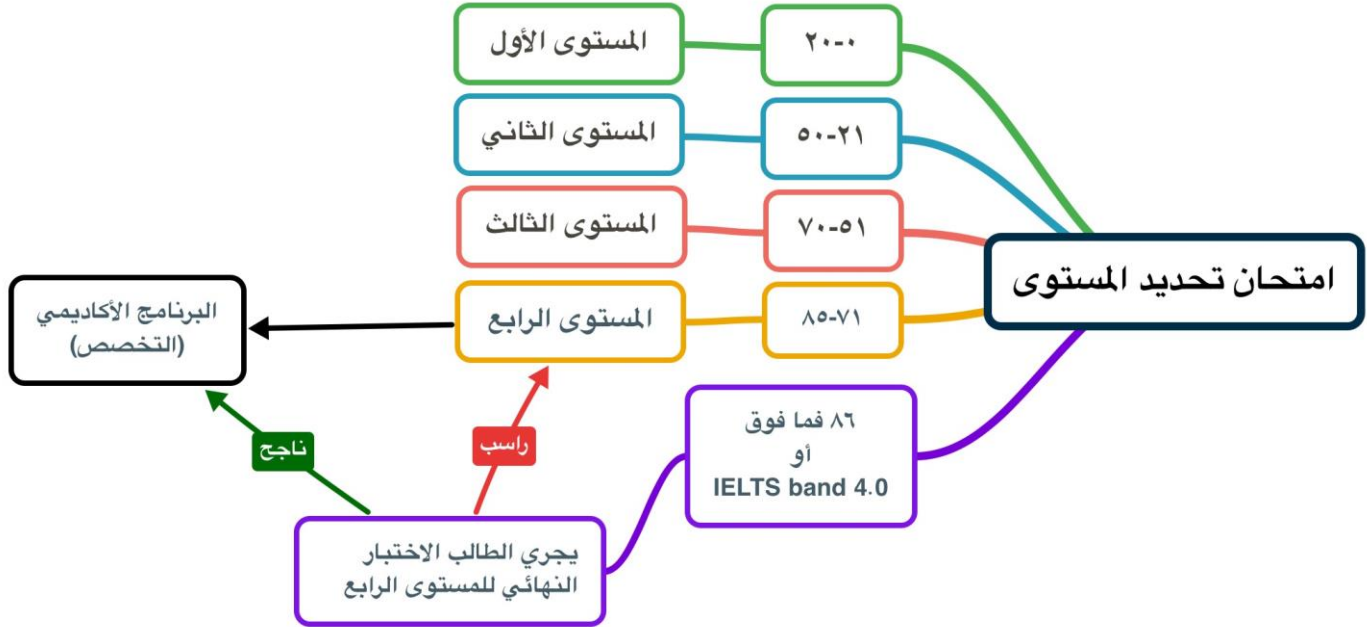 امتحان تحديد المستوى
٠-٢٠
المستوى الأول
٢١-٥٠
المستوى الثاني
٥١-٧٠
المستوى الثالث
٧١-٨٥
المستوى الرابع
البرنامج الأكاديمي
(التخصص)
٨٦ فما فوق
أو
IELTS band 4.0
راسب
ناجح
يجري الطالب الاختبار
النهائي للمستوى الرابع